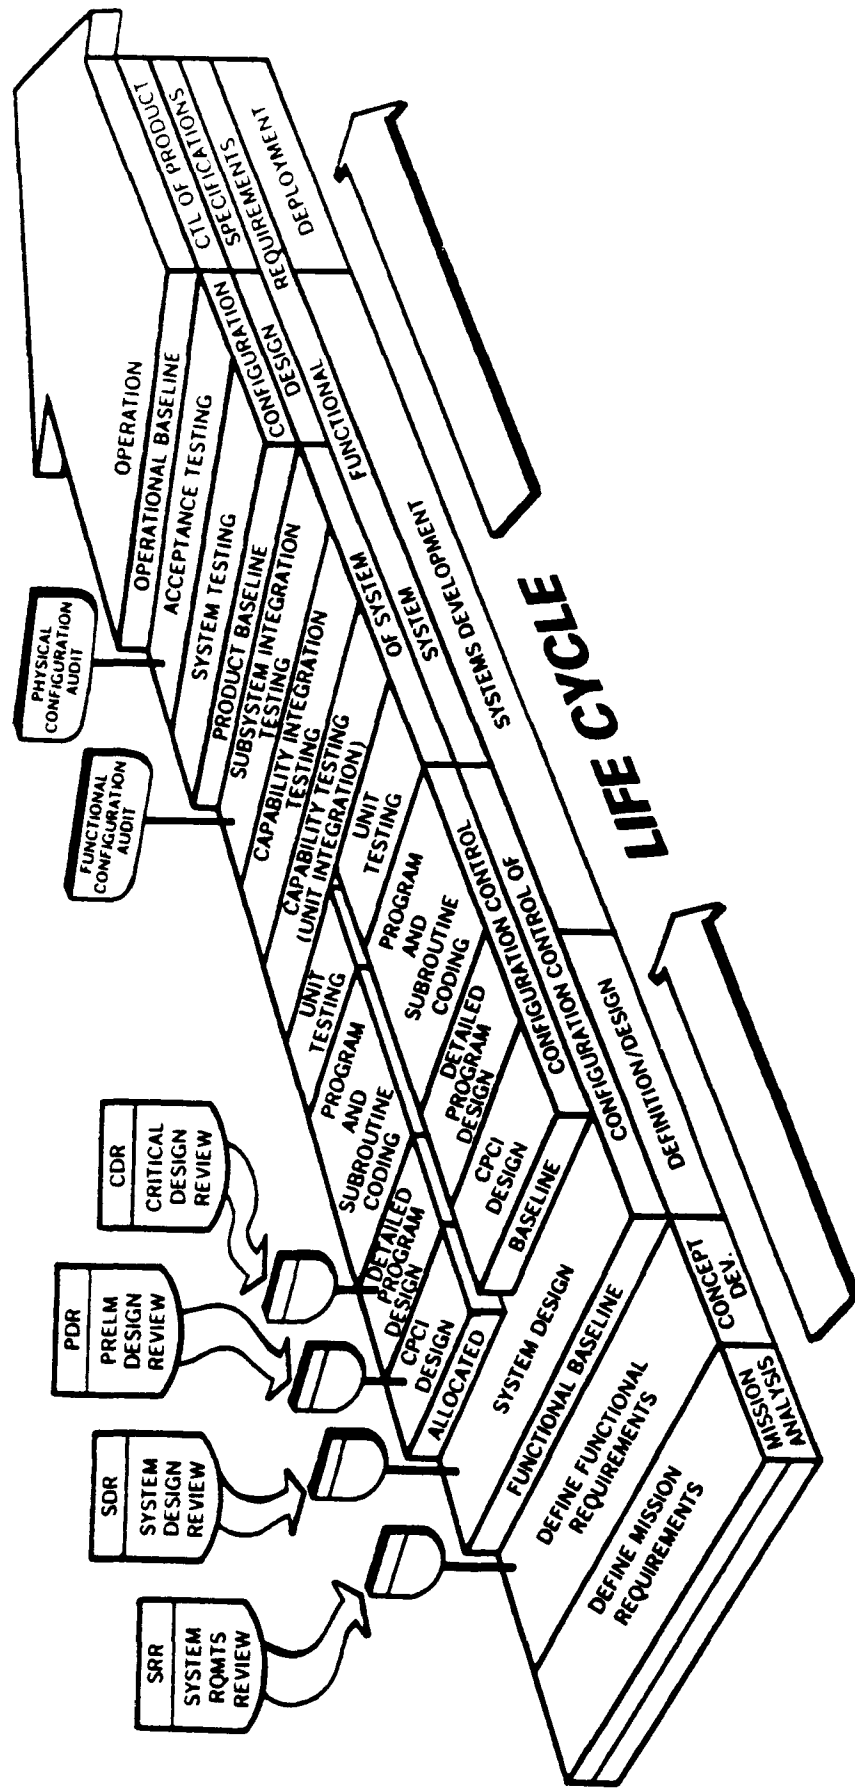 SRR
SYSTEM
RQMTS
REVIEW
SDR
SYSTEM
DESIGN
REVIEW
PDR
PRELM
DESIGN
REVIEW
CDR
CRITICAL
DESIGN
REVIEW
FUNCTIONAL
CONFIGURATION
AUDIT
PHYSICAL
CONFIGURATION
AUDIT
DEFINE MISSION
REQUIREMENTS
DEFINE FUNCTIONAL
REQUIREMENTS
FUNCTIONAL BASELINE
SYSTEM DESIGN
ALLOCATED
BASELINE
CPCI
DESIGN
DETAILED
PROGRAM
DESIGN
PROGRAM
AND
SUBROUTINE
CODING
UNIT
TESTING
CPCI
DESIGN
DETAILED
PROGRAM
DESIGN
PROGRAM
AND
SUBROUTINE
CODING
UNIT
TESTING
CAPABILITY TESTING
(UNIT INTEGRATION)
CAPABILITY INTEGRATION
TESTING
SUBSYSTEM INTEGRATION
TESTING
PRODUCT BASELINE
SYSTEM TESTING
ACCEPTANCE TESTING
OPERATIONAL BASELINE
OPERATION
CONFIGURATION CTL OF PRODUCT
CONFIGURATION CONTROL OF SYSTEM DESIGN SPECIFICATIONS
CONFIGURATION CONTROL OF SYSTEM FUNCTIONAL REQUIREMENTS
MISSION
ANALYSIS
CONCEPT
DEV.
DEFINITION/DESIGN
SYSTEMS DEVELOPMENT
DEPLOYMENT
LIFE CYCLE